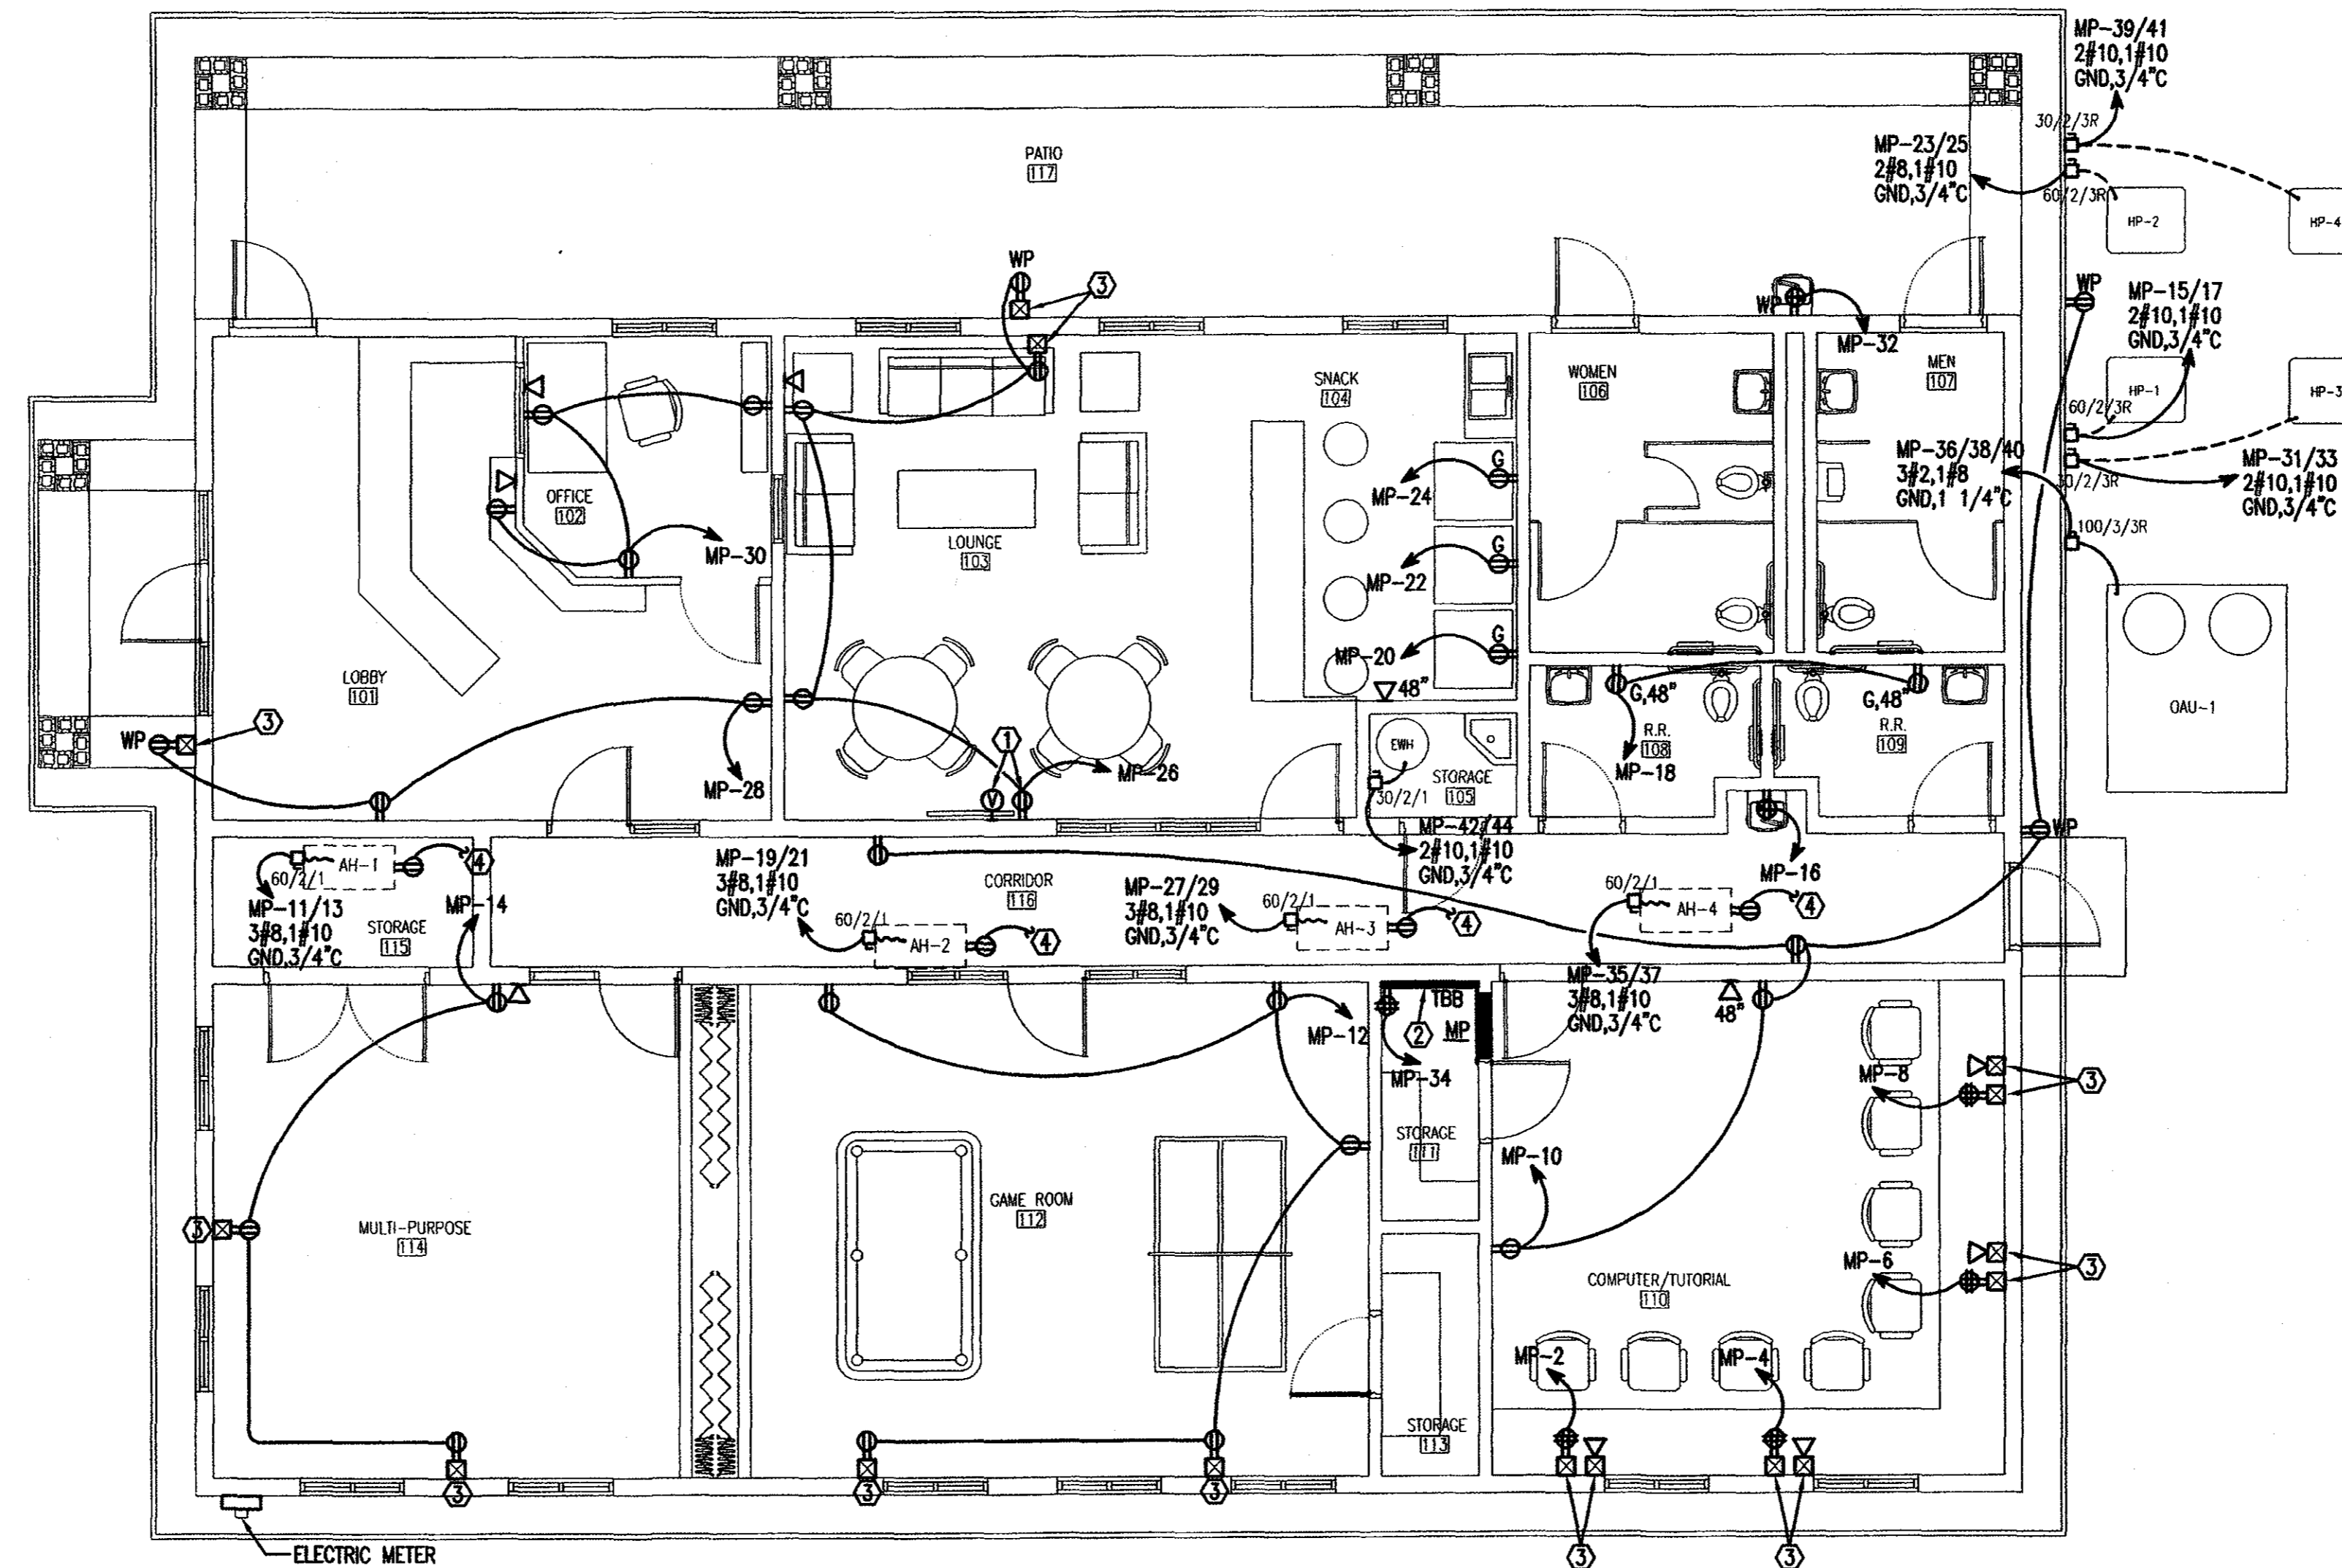 MP-39/41
2#10,1#10
GND,3/4"C
30/2/3R
MP-23/25
2#8,1#10
GND,3/4"C
60/2/3R
HP-2
HP-4
PATIO
117
WP
3
WP
MP-32
WP
MP-15/17
2#10,1#10
GND,3/4"C
HP-1
HP-3
60/2/3R
MP-31/33
2#10,1#10
GND,3/4"C
30/2/3R
MP-36/38/40
3#2,1#8
GND,1 1/4"C
100/3/3R
OAU-1
SNACK
104
WOMEN
106
MEN
107
G
MP-24
G
MP-22
G
MP-20
48"
OFFICE
102
MP-30
LOUNGE
103
LOBBY
101
3
WP
MP-28
1
V
MP-26
EWH
STORAGE
105
30/2/1
G,48"
R.R.
108
MP-18
G,48"
R.R.
109
WP
MP-42/44
2#10,1#10
GND,3/4"C
MP-16
AH-1
4
60/2/1
MP-11/13
3#8,1#10
GND,3/4"C
STORAGE
115
MP-14
MP-19/21
3#8,1#10
GND,3/4"C
60/2/1
AH-2
4
CORRIDOR
116
MP-27/29
3#8,1#10
GND,3/4"C
60/2/1
AH-3
4
60/2/1
AH-4
4
MP-35/37
3#8,1#10
GND,3/4"C
48"
MP-12
TBB
2
MP
MP-34
STORAGE
111
MP-10
MP-8
3
MULTI-PURPOSE
114
3
GAME ROOM
112
COMPUTER/TUTORIAL
110
MP-6
3
MP-2
MP-4
STORAGE
113
3
3
3
3
3
ELECTRIC METER